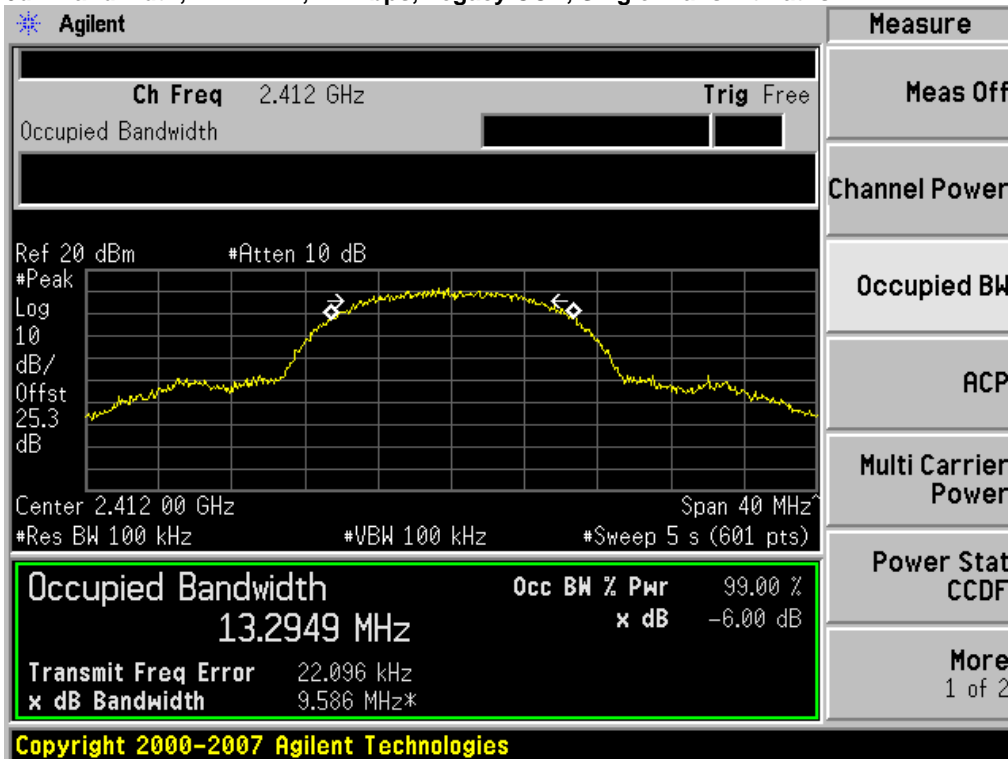 Agilent
Measure
Ch Freq 2.412 GHz
Trig Free
Meas Off
Occupied Bandwidth
Channel Power
Ref 20 dBm #Atten 10 dB
#Peak
Log
10
dB/
Offst
25.3
dB
Occupied BW
ACP
Center 2.412 00 GHz Span 40 MHz^
#Res BW 100 kHz #VBW 100 kHz #Sweep 5 s (601 pts)
Multi Carrier
Power
Occupied Bandwidth
13.2949 MHz
Occ BW % Pwr 99.00 %
x dB -6.00 dB
Transmit Freq Error 22.096 kHz
x dB Bandwidth 9.586 MHz*
Power Stat
CCDF
More
1 of 2
Copyright 2000-2007 Agilent Technologies